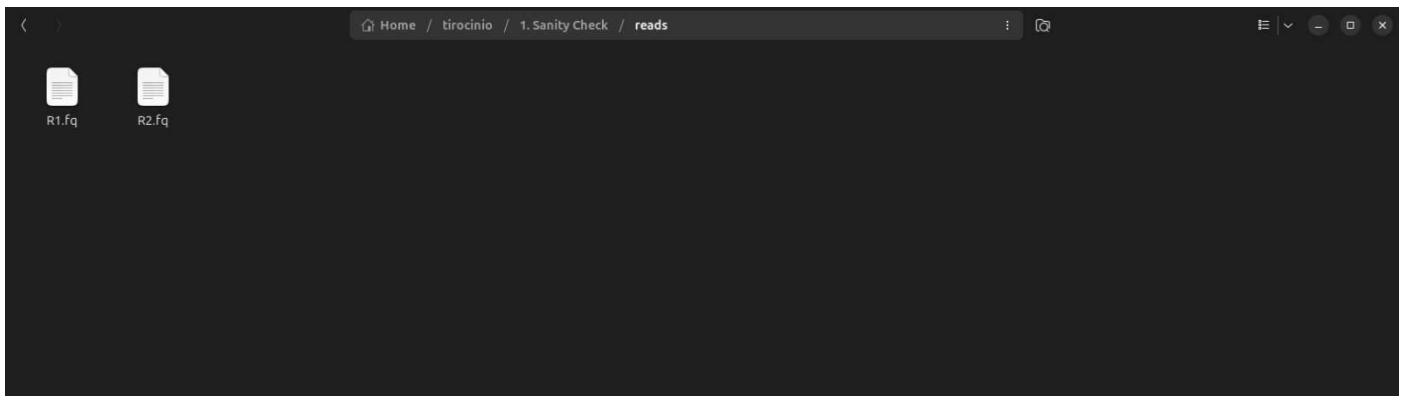 Home / tirocinio / 1. Sanity Check / reads
R1.fq R2.fq